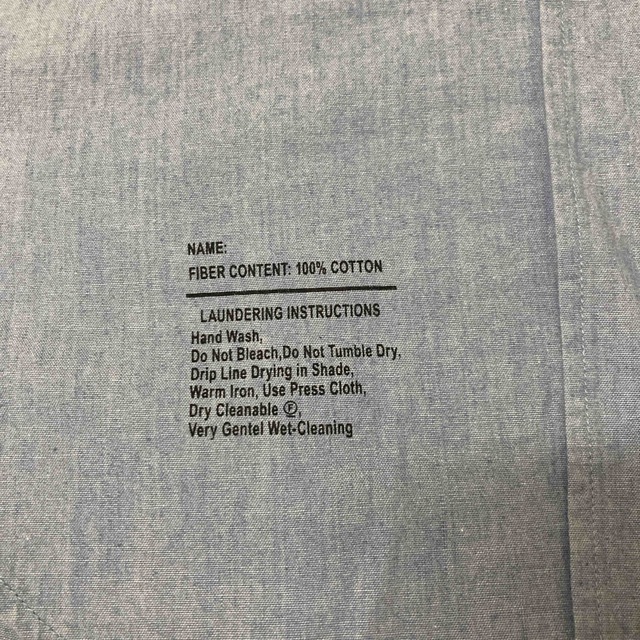 NAME:
FIBER CONTENT: 100% COTTON
LAUNDERING INSTRUCTIONS
Hand Wash,
Do Not Bleach,Do Not Tumble Dry,
Drip Line Drying in Shade,
Warm Iron, Use Press Cloth,
Dry Cleanable Ⓟ,
Very Gentel Wet-Cleaning